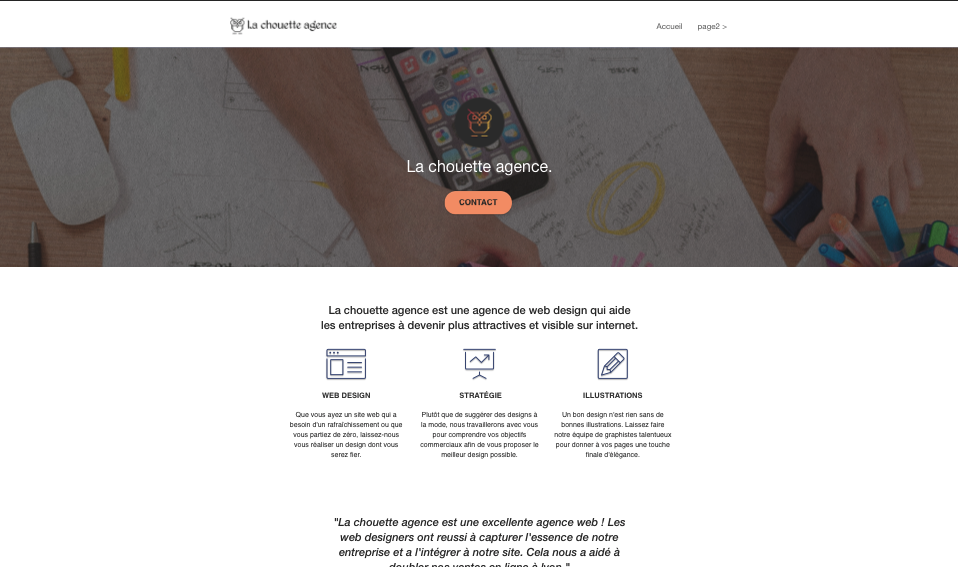 La chouette agence
Accueil page2 >
La chouette agence.
CONTACT
La chouette agence est une agence de web design qui aide
les entreprises à devenir plus attractives et visible sur internet.
WEB DESIGN
Que vous ayez un site web qui a
besoin d'un rafraîchissement ou que
vous partiez de zéro, laissez-nous
vous réaliser un design dont vous
serez fier.
STRATÉGIE
Plutôt que de suggérer des designs à
la mode, nous travaillerons avec vous
pour comprendre vos objectifs
commerciaux afin de vous proposer le
meilleur design possible.
ILLUSTRATIONS
Un bon design n'est rien sans de
bonnes illustrations. Laissez faire
notre équipe de graphistes talentueux
pour donner à vos pages une touche
finale d'élégance.
"La chouette agence est une excellente agence web ! Les
web designers ont reussi à capturer l'essence de notre
entreprise et a l'intégrer à notre site. Cela nous a aidé à
doubler nos ventes en ligne à lyon."